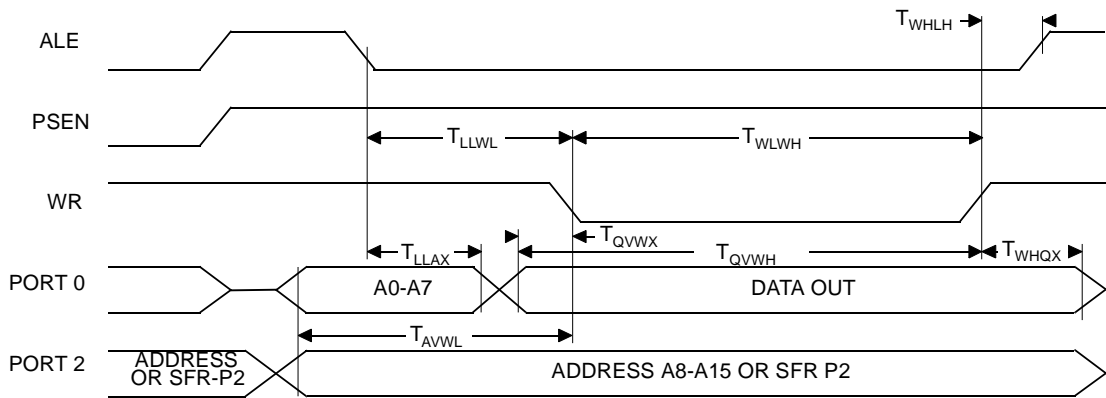 T_WHLH
ALE
PSEN
T_LLWL
T_WLWH
WR
T_QVWX
T_LLAX
T_QVWH
T_WHQX
PORT 0
A0-A7
DATA OUT
T_AVWL
PORT 2
ADDRESS
OR SFR-P2
ADDRESS A8-A15 OR SFR P2